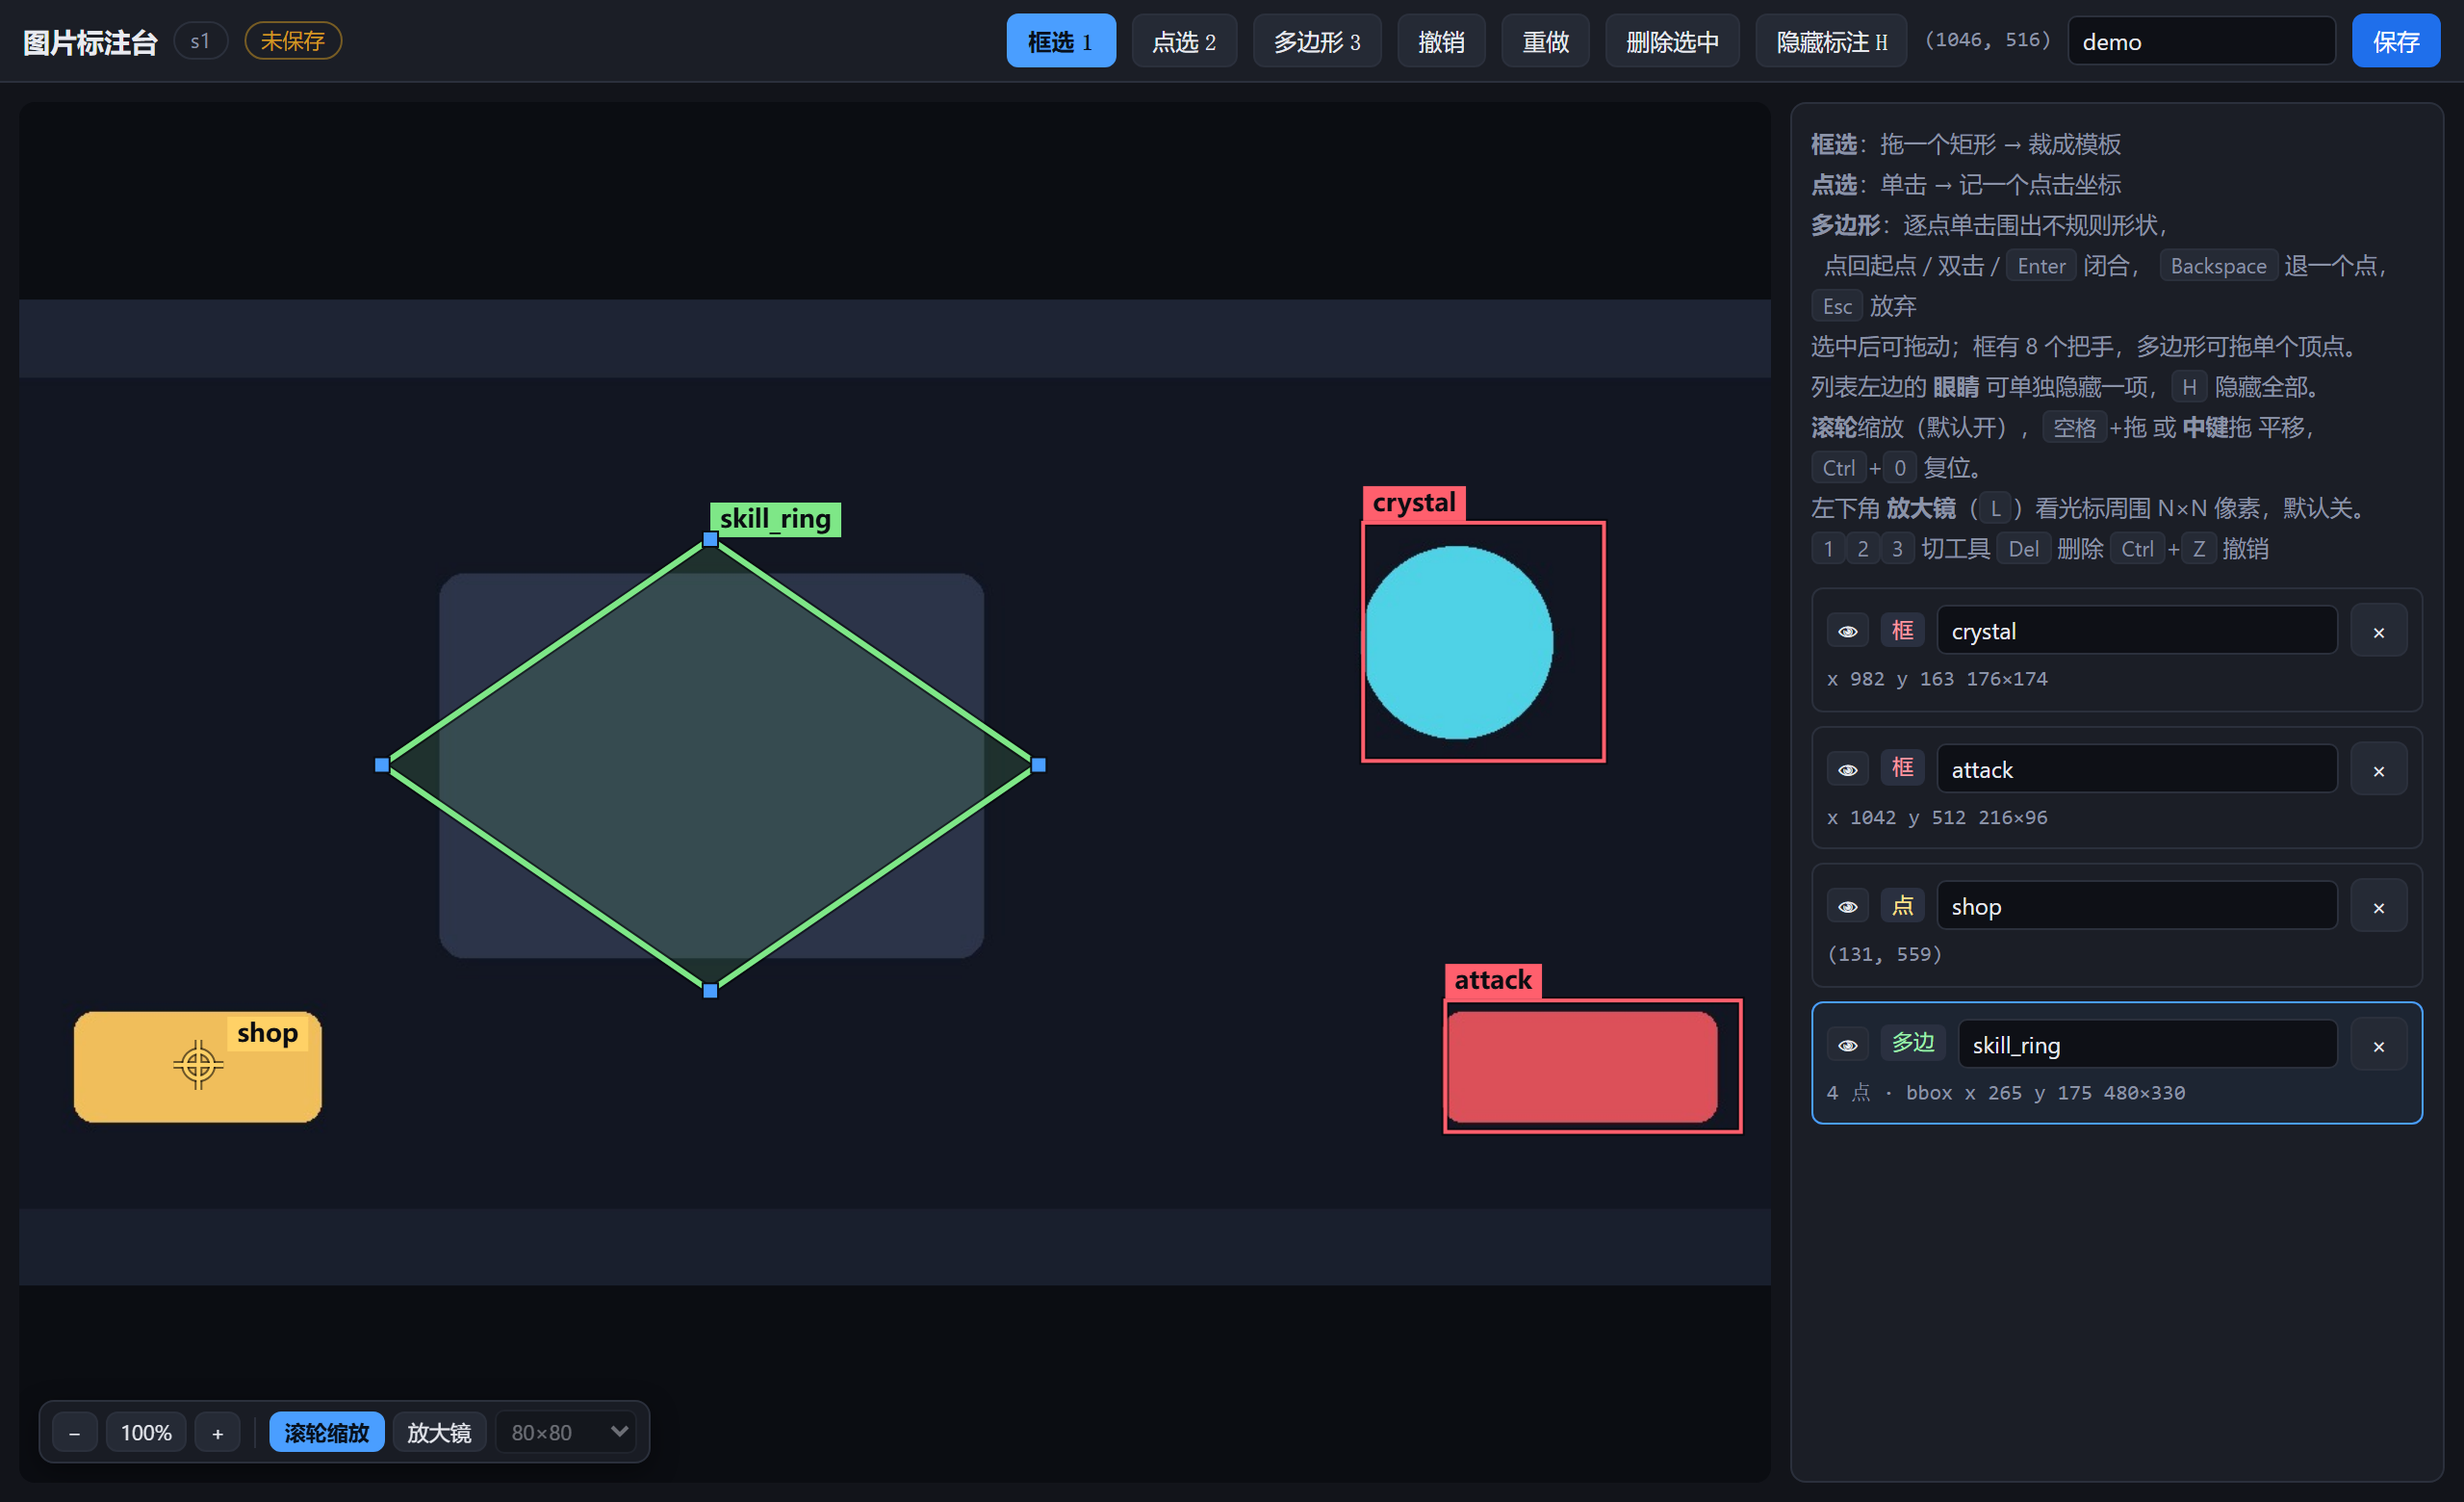 图片标注台 s1 未保存 框选 1 点选 2 多边形 3 撤销 重做 删除选中 隐藏标注 H (1046, 516) demo 保存
框选：拖一个矩形 → 裁成模板
点选：单击 → 记一个点击坐标
多边形：逐点单击围出不规则形状，
点回起点 / 双击 / Enter 闭合， Backspace 退一个点，
Esc 放弃
选中后可拖动；框有 8 个把手，多边形可拖单个顶点。
列表左边的 眼睛 可单独隐藏一项， H 隐藏全部。
滚轮缩放（默认开）， 空格+拖 或 中键拖 平移，
Ctrl+0 复位。
左下角 放大镜（L）看光标周围 N×N 像素，默认关。
1 2 3 切工具 Del 删除 Ctrl+Z 撤销
框 crystal ×
x 982 y 163 176×174
框 attack ×
x 1042 y 512 216×96
点 shop ×
(131, 559)
多边 skill_ring ×
4 点 · bbox x 265 y 175 480×330
skill_ring
crystal
attack
shop
− 100% + 滚轮缩放 放大镜 80×80